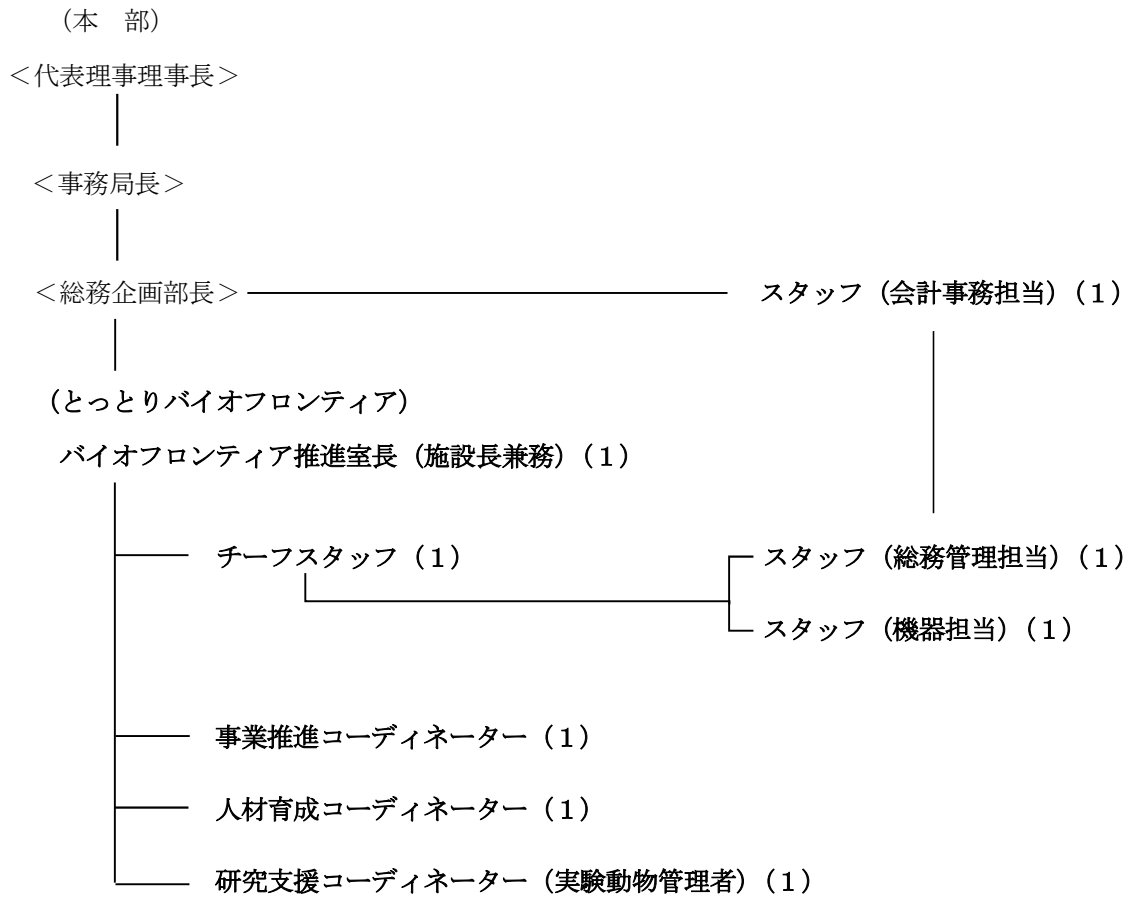 （本　部）
＜代表理事理事長＞
＜事務局長＞
＜総務企画部長＞
スタッフ（会計事務担当）（１）
（とっとりバイオフロンティア）
バイオフロンティア推進室長（施設長兼務）（１）
チーフスタッフ（１）
スタッフ（総務管理担当）（１）
スタッフ（機器担当）（１）
事業推進コーディネーター（１）
人材育成コーディネーター（１）
研究支援コーディネーター（実験動物管理者）（１）